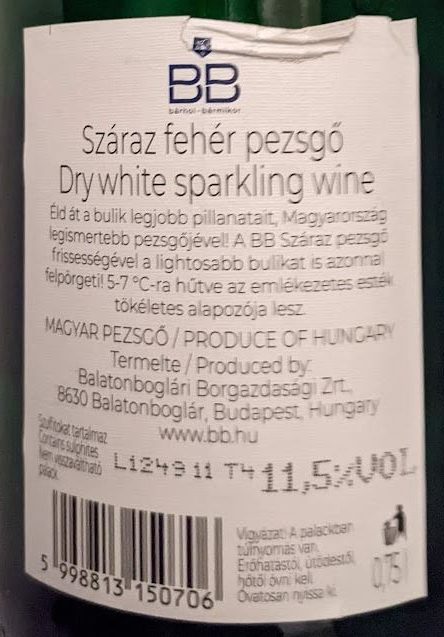 BB
bárhol - bármikor
Száraz fehér pezsgő
Dry white sparkling wine
Éld át a bulik legjobb pillanatait, Magyarország
legismertebb pezsgőjével! A BB Száraz pezsgő
frissességével a lightosabb bulikat is azonnal
felpörgeti! 5-7 °C-ra hűtve az emlékezetes esték
tökéletes alapozója lesz.
MAGYAR PEZSGŐ / PRODUCE OF HUNGARY
Termelte / Produced by:
Balatonboglári Borgazdasági Zrt.,
8630 Balatonboglár, Budapest, Hungary
www.bb.hu
Szulfitokat tartalmaz
Contains sulphites
Nem visszaváltható
palack
L1249 11 T4 11,5%VOL
5 998813 150706
Vigyázat! A palackban
túlnyomás van.
Erőhatástól, ütődéstől,
hőtől óvni kell.
Óvatosan nyissa ki.
0,75 l